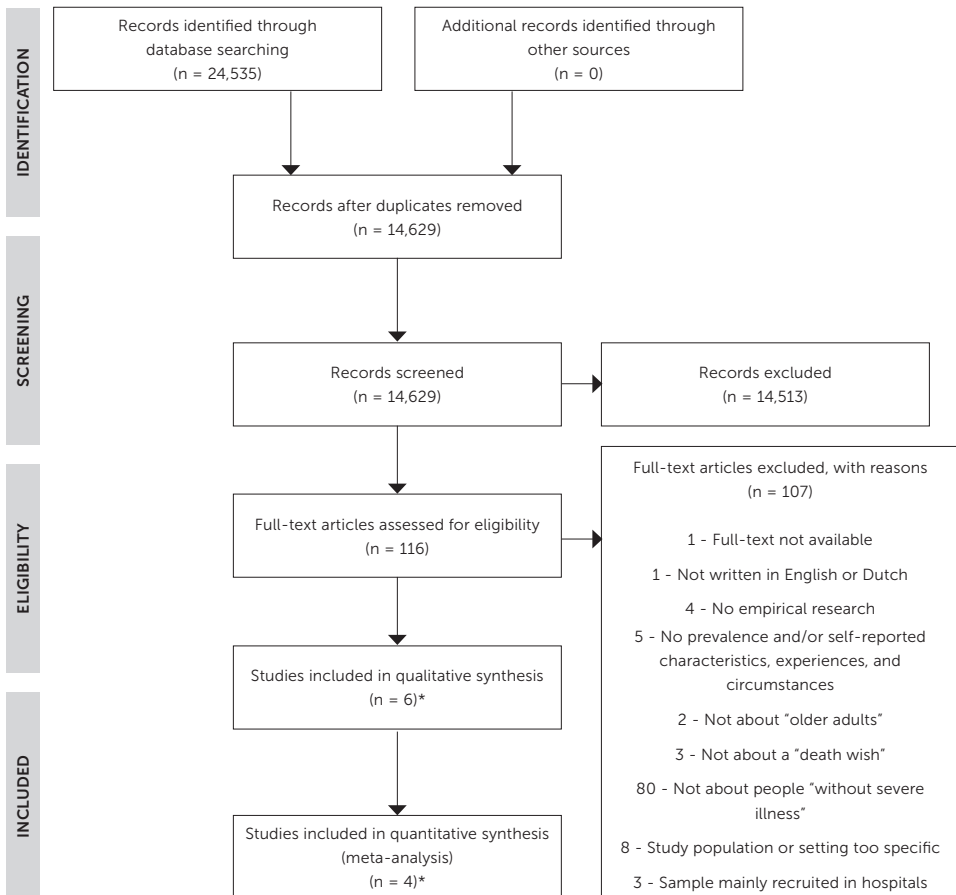 IDENTIFICATION
Records identified through
database searching
(n = 24,535)
Additional records identified through
other sources
(n = 0)
Records after duplicates removed
(n = 14,629)
SCREENING
Records screened
(n = 14,629)
Records excluded
(n = 14,513)
ELIGIBILITY
Full-text articles assessed for eligibility
(n = 116)
Full-text articles excluded, with reasons
(n = 107)
1 - Full-text not available
1 - Not written in English or Dutch
4 - No empirical research
5 - No prevalence and/or self-reported
characteristics, experiences, and
circumstances
2 - Not about "older adults"
3 - Not about a "death wish"
80 - Not about people "without severe
illness"
8 - Study population or setting too specific
3 - Sample mainly recruited in hospitals
Studies included in qualitative synthesis
(n = 6)*
INCLUDED
Studies included in quantitative synthesis
(meta-analysis)
(n = 4)*